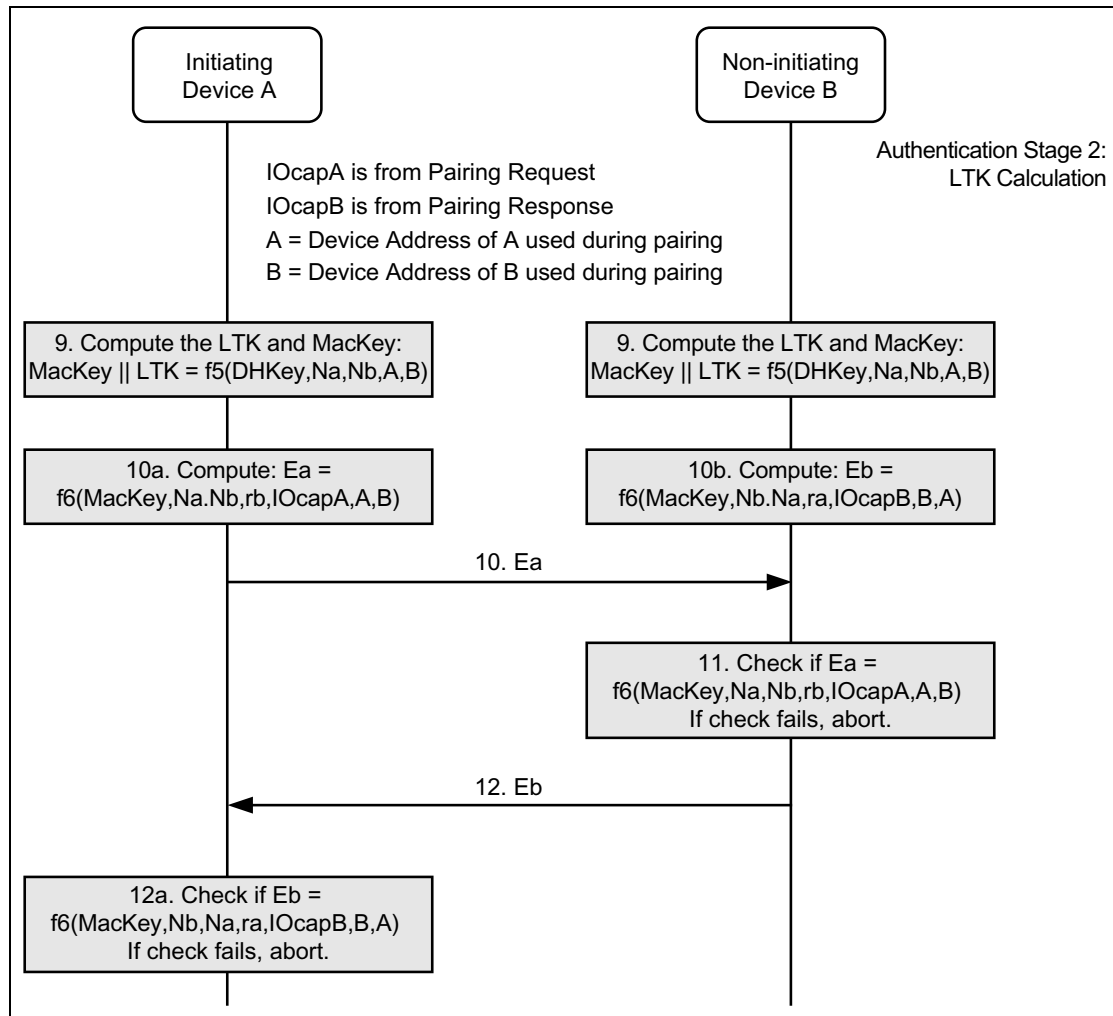 Initiating
Device A
Non-initiating
Device B
Authentication Stage 2:
LTK Calculation
IOcapA is from Pairing Request
IOcapB is from Pairing Response
A = Device Address of A used during pairing
B = Device Address of B used during pairing
9. Compute the LTK and MacKey:
MacKey || LTK = f5(DHKey,Na,Nb,A,B)
9. Compute the LTK and MacKey:
MacKey || LTK = f5(DHKey,Na,Nb,A,B)
10a. Compute: Ea =
f6(MacKey,Na.Nb,rb,IOcapA,A,B)
10b. Compute: Eb =
f6(MacKey,Nb.Na,ra,IOcapB,B,A)
10. Ea
11. Check if Ea =
f6(MacKey,Na,Nb,rb,IOcapA,A,B)
If check fails, abort.
12. Eb
12a. Check if Eb =
f6(MacKey,Nb,Na,ra,IOcapB,B,A)
If check fails, abort.